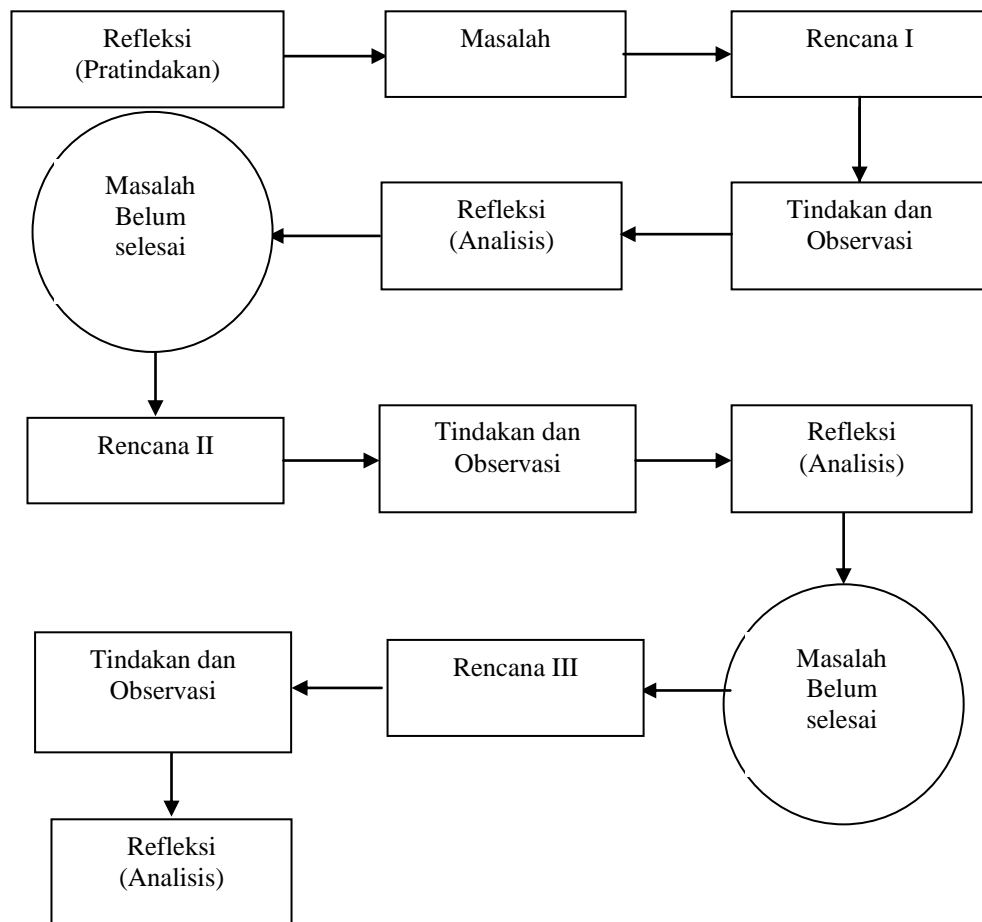 Refleksi
(Pratindakan)
Masalah
Rencana I
Masalah
Belum
selesai
Refleksi
(Analisis)
Tindakan dan
Observasi
Rencana II
Tindakan dan
Observasi
Refleksi
(Analisis)
Tindakan dan
Observasi
Rencana III
Masalah
Belum
selesai
Refleksi
(Analisis)